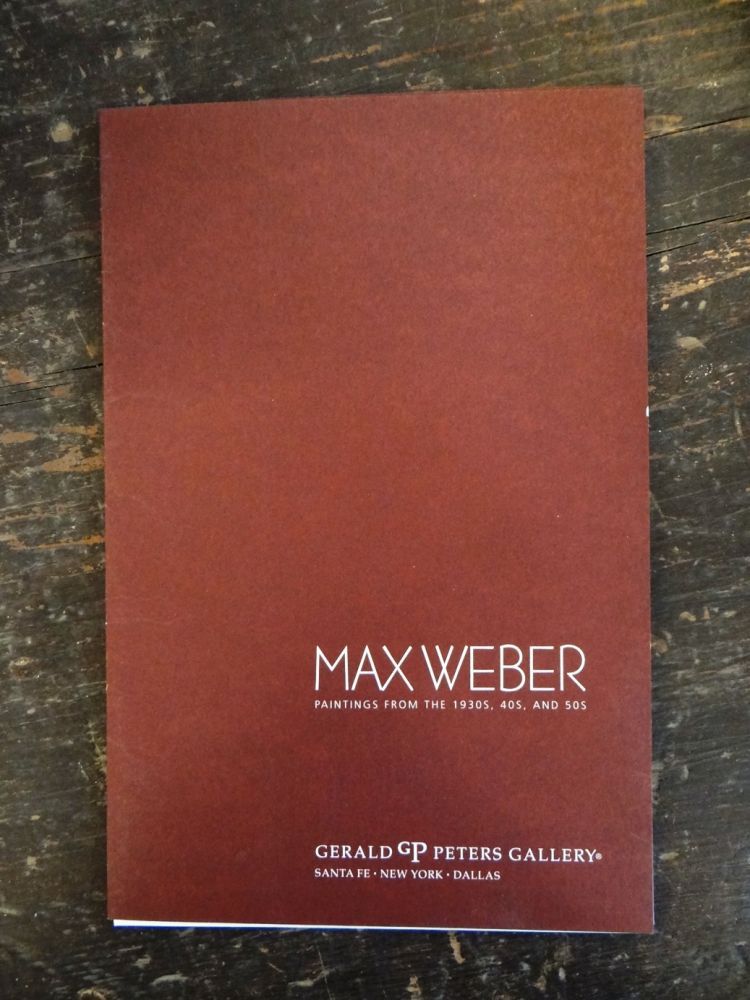 MAX WEBER
PAINTINGS FROM THE 1930S, 40S, AND 50S
GERALD GP PETERS GALLERY®
SANTA FE · NEW YORK · DALLAS